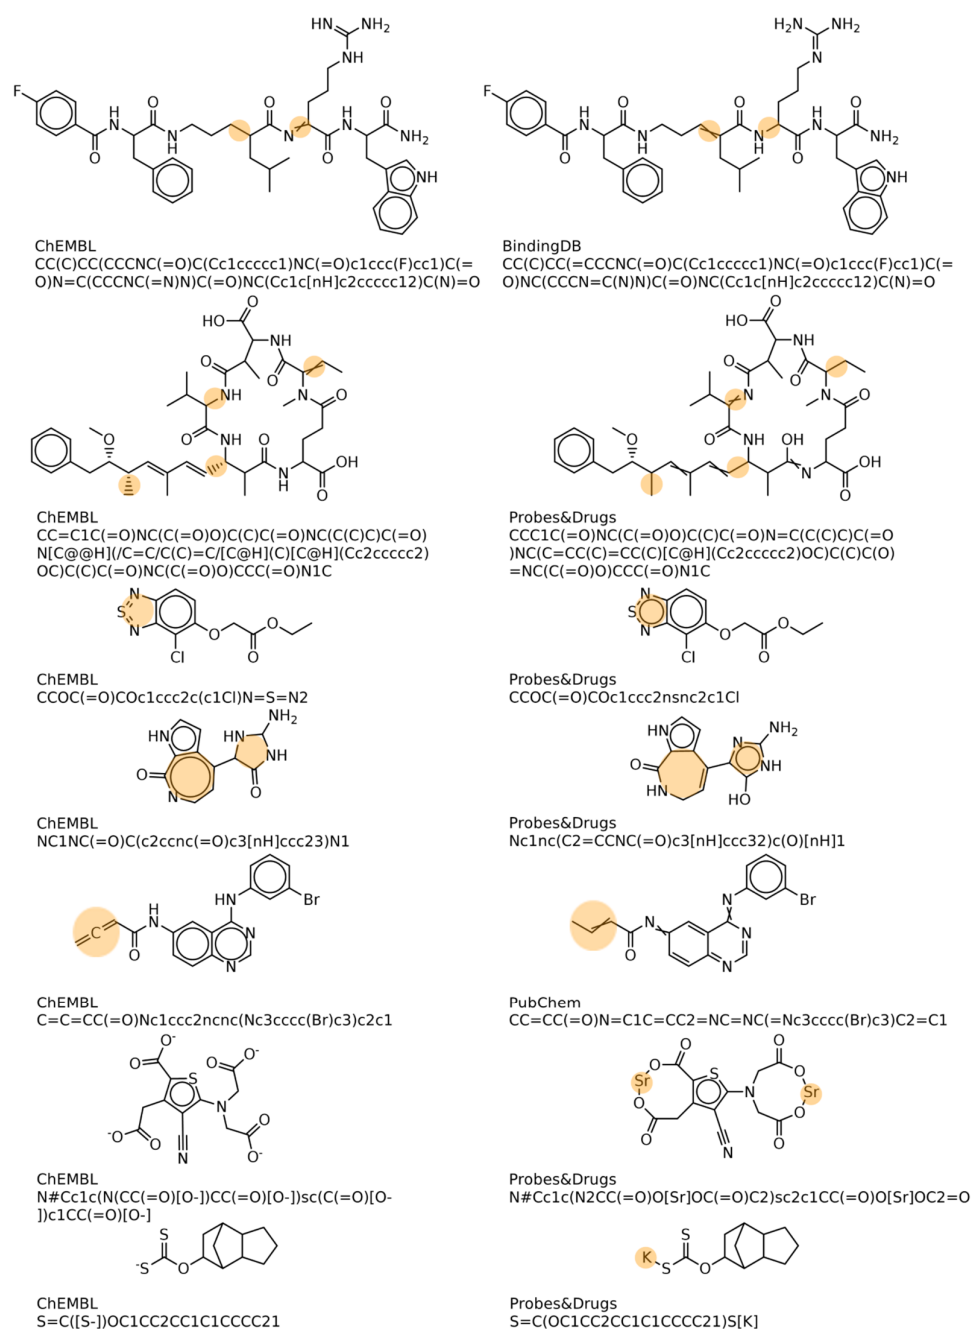 ChEMBL
CC(C)CC(CCCNC(=O)C(Cc1ccccc1)NC(=O)c1ccc(F)cc1)C(=
O)N=C(CCCNC(=N)N)C(=O)NC(Cc1c[nH]c2ccccc12)C(N)=O
BindingDB
CC(C)CC(=CCCNC(=O)C(Cc1ccccc1)NC(=O)c1ccc(F)cc1)C(=
O)NC(CCCN=C(N)N)C(=O)NC(Cc1c[nH]c2ccccc12)C(N)=O
ChEMBL
CC=C1C(=O)NC(C(=O)O)C(C)C(=O)NC(C(C)C)C(=O)
N[C@@H](/C=C/C(C)=C/[C@H](C)[C@H](Cc2ccccc2)
OC)C(C)C(=O)NC(C(=O)O)CCC(=O)N1C
Probes&Drugs
CCC1C(=O)NC(C(=O)O)C(C)C(=O)N=C(C(C)C)C(=O
)NC(C=CC(C)=CC(C)[C@H](Cc2ccccc2)OC)C(C)C(O)
=NC(C(=O)O)CCC(=O)N1C
ChEMBL
CCOC(=O)COc1ccc2c(c1Cl)N=S=N2
Probes&Drugs
CCOC(=O)COc1ccc2nsnc2c1Cl
ChEMBL
NC1NC(=O)C(c2ccnc(=O)c3[nH]ccc23)N1
Probes&Drugs
Nc1nc(C2=CCNC(=O)c3[nH]ccc32)c(O)[nH]1
ChEMBL
C=C=CC(=O)Nc1ccc2ncnc(Nc3cccc(Br)c3)c2c1
PubChem
CC=CC(=O)N=C1C=CC2=NC=NC(=Nc3cccc(Br)c3)C2=C1
ChEMBL
N#Cc1c(N(CC(=O)[O-])CC(=O)[O-])sc(C(=O)[O-
])c1CC(=O)[O-]
Probes&Drugs
N#Cc1c(N2CC(=O)O[Sr]OC(=O)C2)sc2c1CC(=O)O[Sr]OC2=O
ChEMBL
S=C([S-])OC1CC2CC1C1CCCC21
Probes&Drugs
S=C(OC1CC2CC1C1CCCC21)S[K]